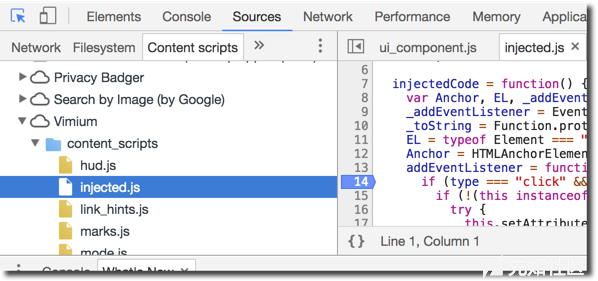 Elements Console Sources Network Performance Memory Applica
Network Filesystem Content scripts »
Privacy Badger
Search by Image (by Google)
Vimium
content_scripts
hud.js
injected.js
link_hints.js
marks.js
mode.js
ui_component.js injected.js ×
6
7 injectedCode = function() {
8 var Anchor, EL, _addEvent
9 _addEventListener = Event
10 _toString = Function.prot
11 EL = typeof Element === "
12 Anchor = HTMLAnchorElemen
13 addEventListener = functi
14 if (type === "click" &&
15 if (!(this instanceof
16 try {
17 this.setAttribute
{} Line 1, Column 1
Console What's New ×